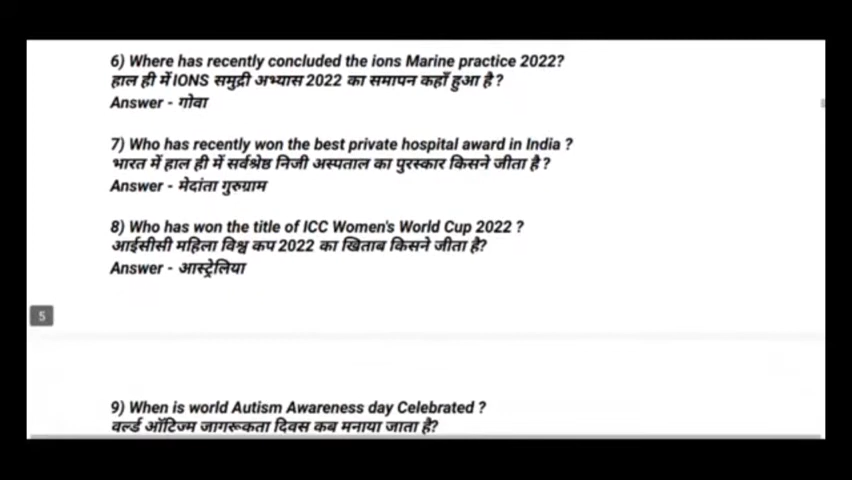 6) Where has recently concluded the ions Marine practice 2022?
हाल ही में IONS समुद्री अभ्यास 2022 का समापन कहाँ हुआ है?
Answer - गोवा
7) Who has recently won the best private hospital award in India ?
भारत में हाल ही में सर्वश्रेष्ठ निजी अस्पताल का पुरस्कार किसने जीता है?
Answer - मेदांता गुरुग्राम
8) Who has won the title of ICC Women's World Cup 2022 ?
आईसीसी महिला विश्व कप 2022 का खिताब किसने जीता है?
Answer - आस्ट्रेलिया
5
9) When is world Autism Awareness day Celebrated ?
वर्ल्ड ऑटिज्म जागरूकता दिवस कब मनाया जाता है?